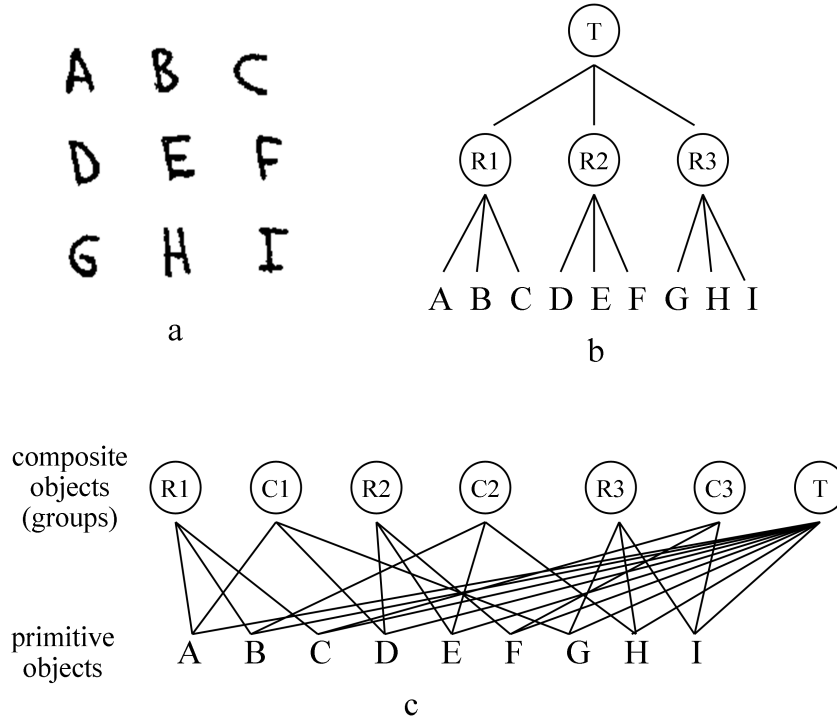 A B C
D E F
G H I
a
T
R1 R2 R3
A B C D E F G H I
b
composite
objects
(groups)
R1 C1 R2 C2 R3 C3 T
primitive
objects
A B C D E F G H I
c